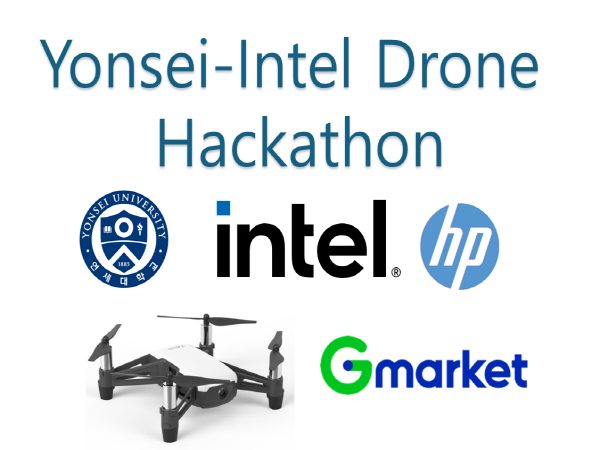 Yonsei-Intel Drone
Hackathon
YONSEI UNIVERSITY
1885
연세대학교
intel®
hp
Gmarket